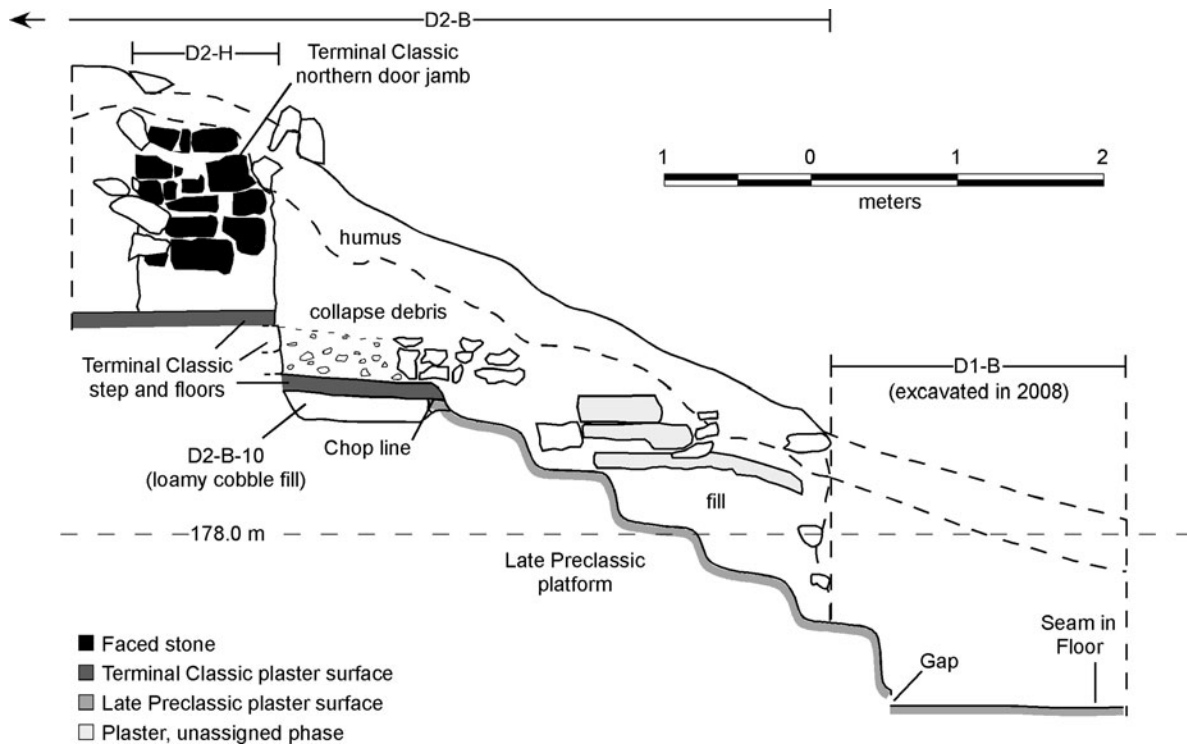 D2-B
D2-H
Terminal Classic
northern door jamb
1 0 1 2
meters
humus
collapse debris
Terminal Classic
step and floors
D1-B
(excavated in 2008)
D2-B-10
(loamy cobble fill)
Chop line
fill
178.0 m
Late Preclassic
platform
Seam in
Floor
Gap
Faced stone
Terminal Classic plaster surface
Late Preclassic plaster surface
Plaster, unassigned phase